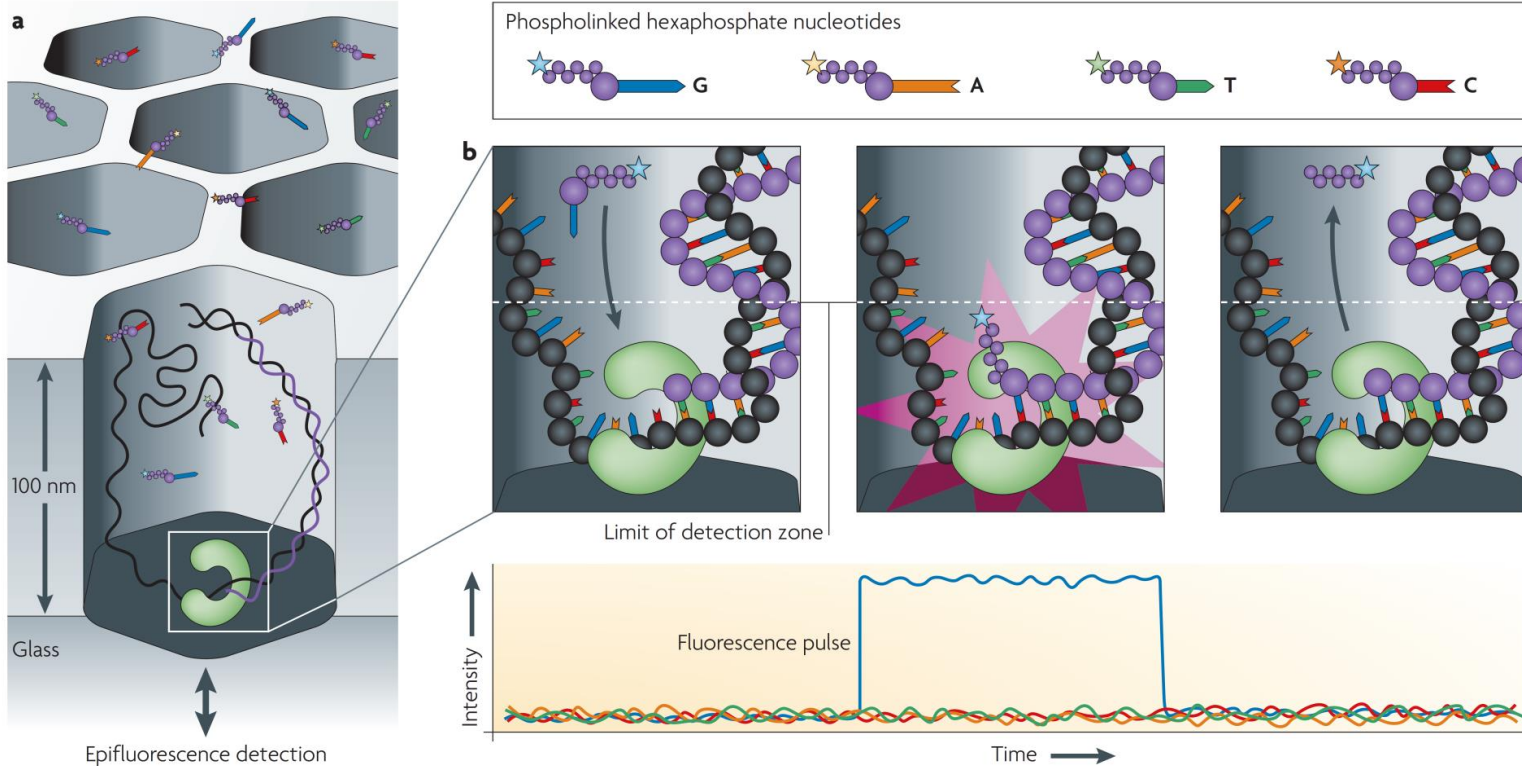 a
Phospholinked hexaphosphate nucleotides
G
A
T
C
b
100 nm
Glass
Epifluorescence detection
Limit of detection zone
Intensity
Fluorescence pulse
Time